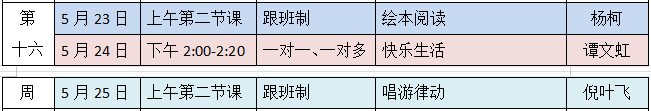 第 5月23日 上午第二节课 跟班制 绘本阅读 杨柯
十六 5月24日 下午2:00-2:20 一对一、一对多 快乐生活 谭文虹
周 5月25日 上午第二节课 跟班制 唱游律动 倪叶飞